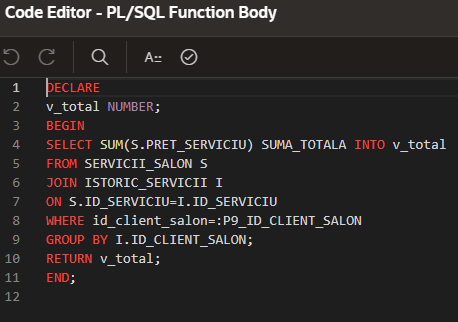 Code Editor - PL/SQL Function Body
A--
1 DECLARE
2 v_total NUMBER;
3 BEGIN
4 SELECT SUM(S.PRET_SERVICIU) SUMA_TOTALA INTO v_total
5 FROM SERVICII_SALON S
6 JOIN ISTORIC_SERVICII I
7 ON S.ID_SERVICIU=I.ID_SERVICIU
8 WHERE id_client_salon=:P9_ID_CLIENT_SALON
9 GROUP BY I.ID_CLIENT_SALON;
10 RETURN v_total;
11 END;
12